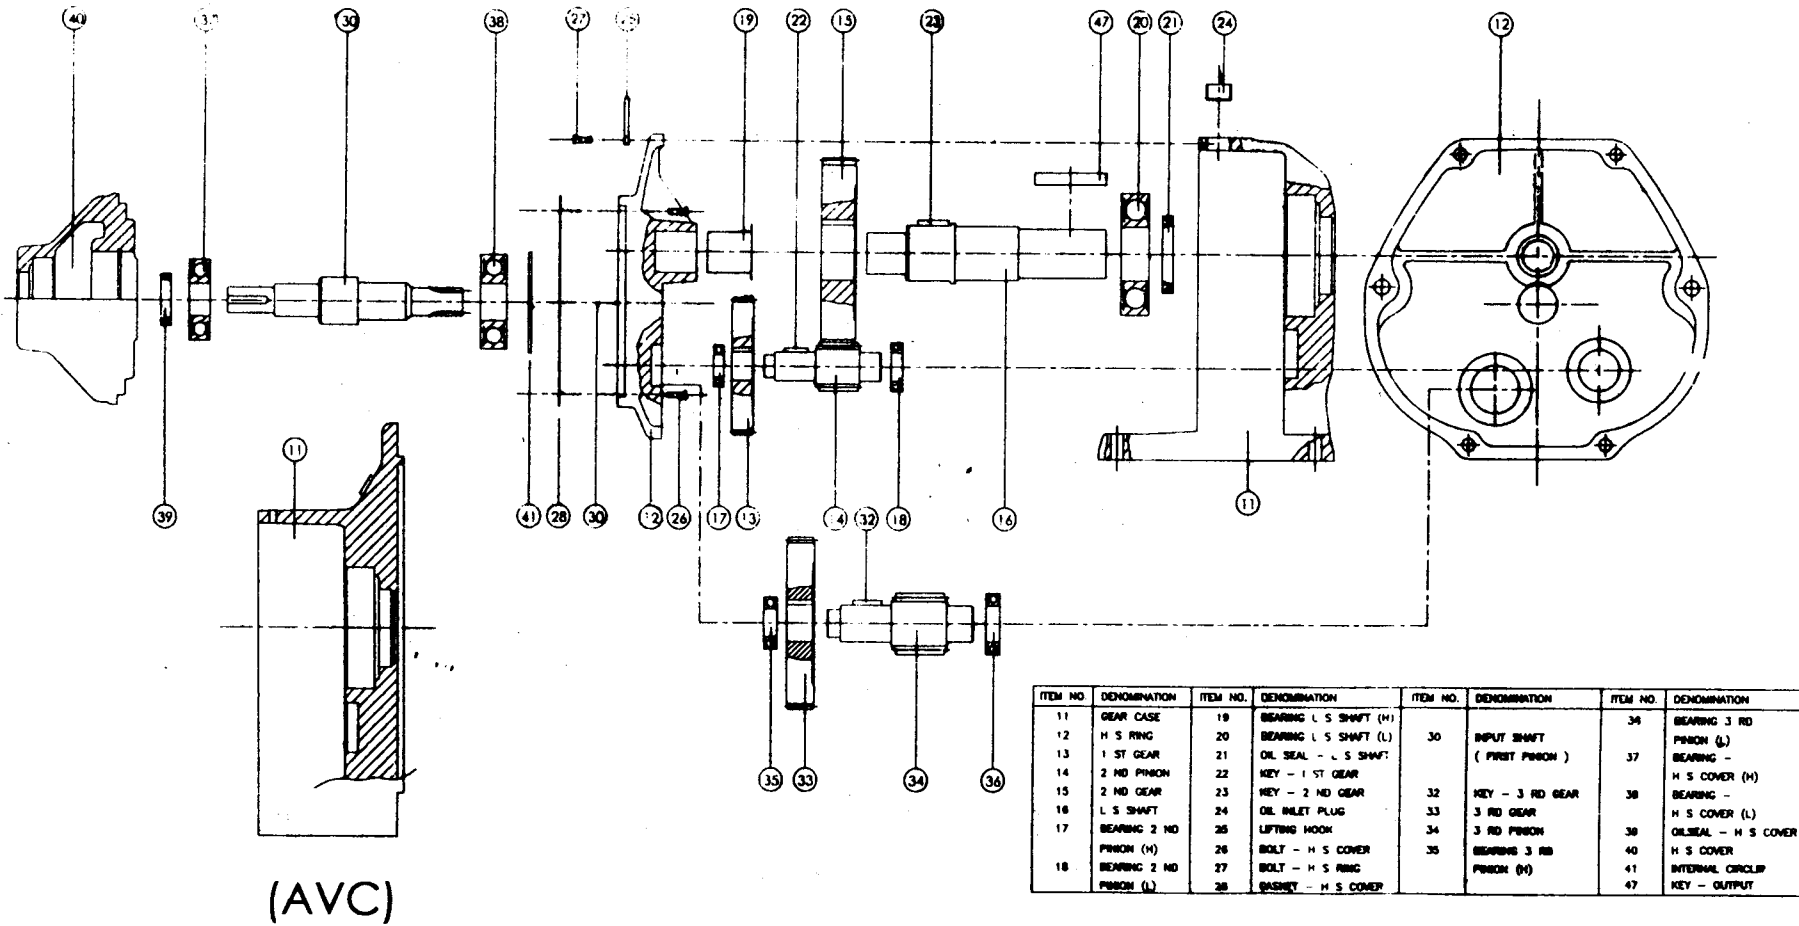 40 37 30 38 27 25 19 22 15 23 47 20 21 24 12
11
39 41 28 30 12 26 17 13 14 32 18 16 11
35 33 34 36
ITEM NO. DENOMINATION ITEM NO. DENOMINATION ITEM NO. DENOMINATION ITEM NO. DENOMINATION
11 GEAR CASE 19 BEARING L S SHAFT (H) 36 BEARING 3 RD
12 H S RING 20 BEARING L S SHAFT (L) 30 INPUT SHAFT PINION (L)
13 1 ST GEAR 21 OIL SEAL - L S SHAFT ( FIRST PINION ) 37 BEARING -
14 2 ND PINION 22 KEY - 1 ST GEAR H S COVER (H)
15 2 ND GEAR 23 KEY - 2 ND GEAR 32 KEY - 3 RD GEAR 38 BEARING -
16 L S SHAFT 24 OIL INLET PLUG 33 3 RD GEAR H S COVER (L)
17 BEARING 2 ND 25 LIFTING HOOK 34 3 RD PINION 39 OILSEAL - H S COVER
PINION (H) 26 BOLT - H S COVER 35 BEARING 3 RD 40 H S COVER
18 BEARING 2 ND 27 BOLT - H S RING PINION (H) 41 INTERNAL CIRCLIP
PINION (L) 28 GASKET - H S COVER 47 KEY - OUTPUT
(AVC)